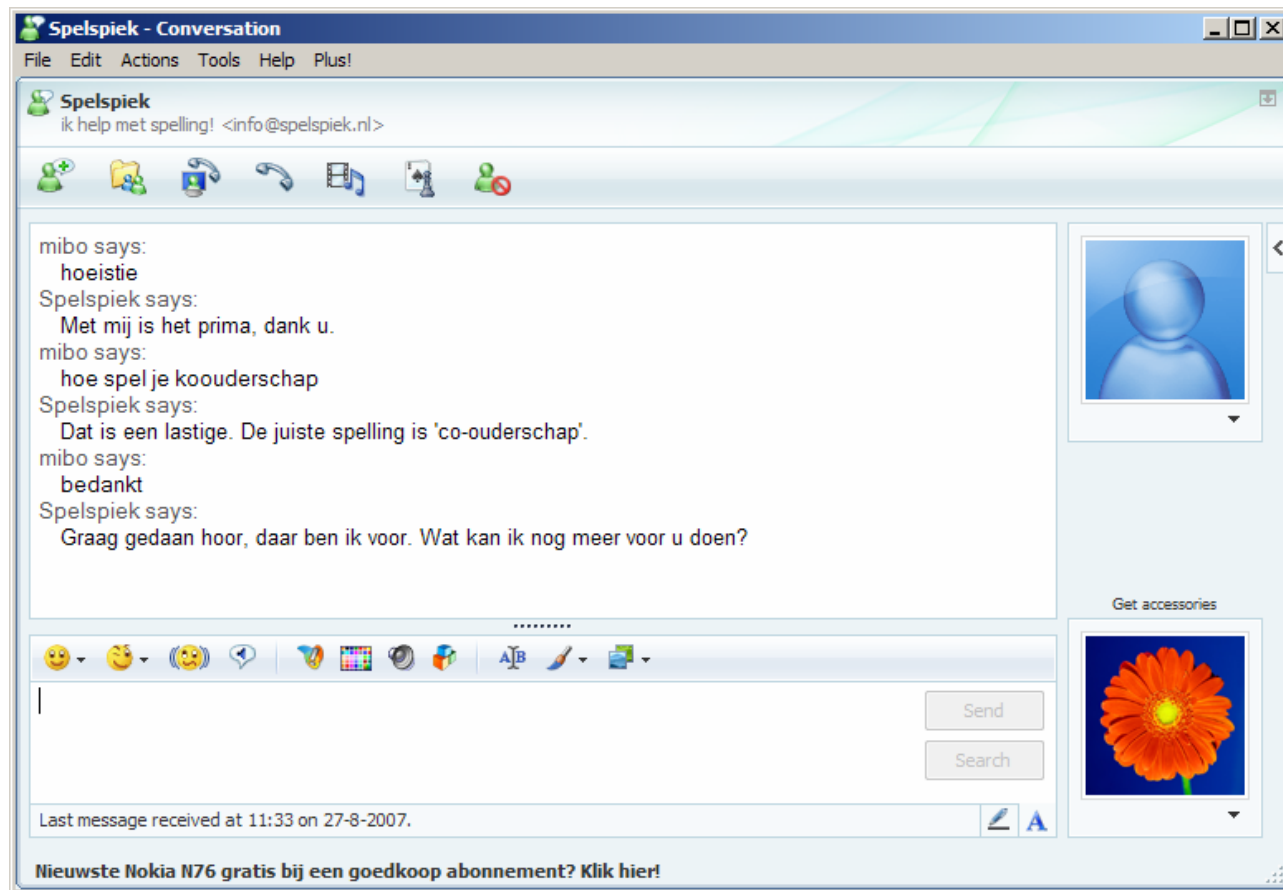 Spelspiek - Conversation
File Edit Actions Tools Help Plus!
Spelspiek
ik help met spelling! <info@spelspiek.nl>
mibo says:
hoeistie
Spelspiek says:
Met mij is het prima, dank u.
mibo says:
hoe spel je koouderschap
Spelspiek says:
Dat is een lastige. De juiste spelling is 'co-ouderschap'.
mibo says:
bedankt
Spelspiek says:
Graag gedaan hoor, daar ben ik voor. Wat kan ik nog meer voor u doen?
Get accessories
Send
Search
Last message received at 11:33 on 27-8-2007.
Nieuwste Nokia N76 gratis bij een goedkoop abonnement? Klik hier!